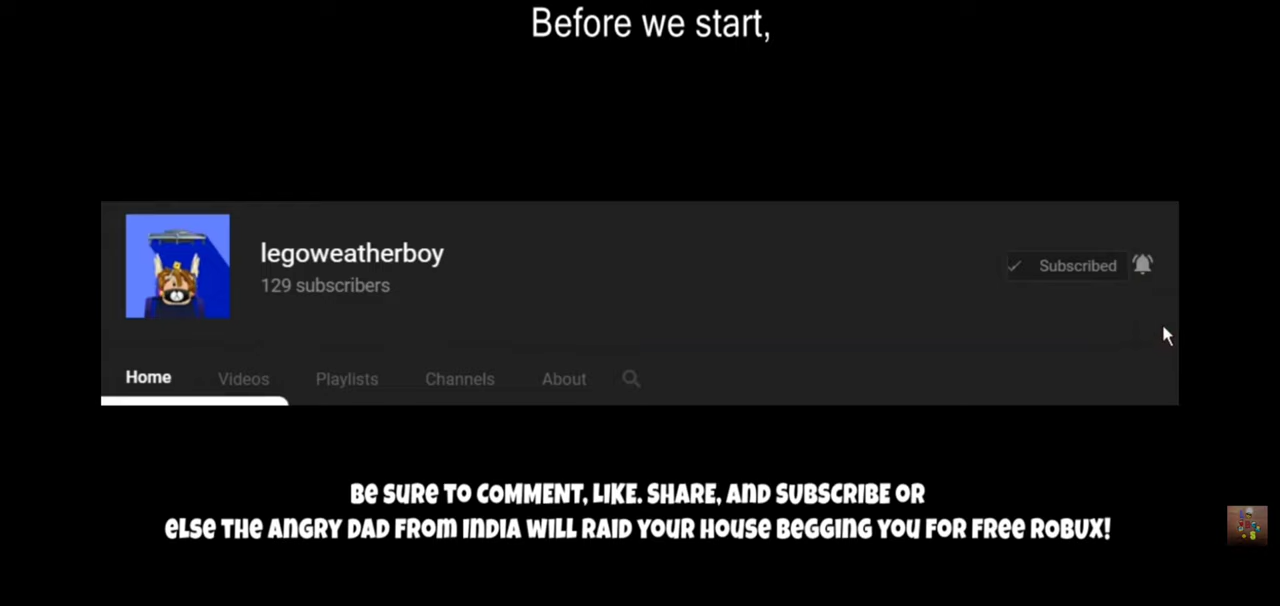 Before we start,
legoweatherboy
129 subscribers
Subscribed
Home Videos Playlists Channels About
Be sure to comment, like. share, and subscribe or
else the angry dad from india will raid your house begging you for free robux!